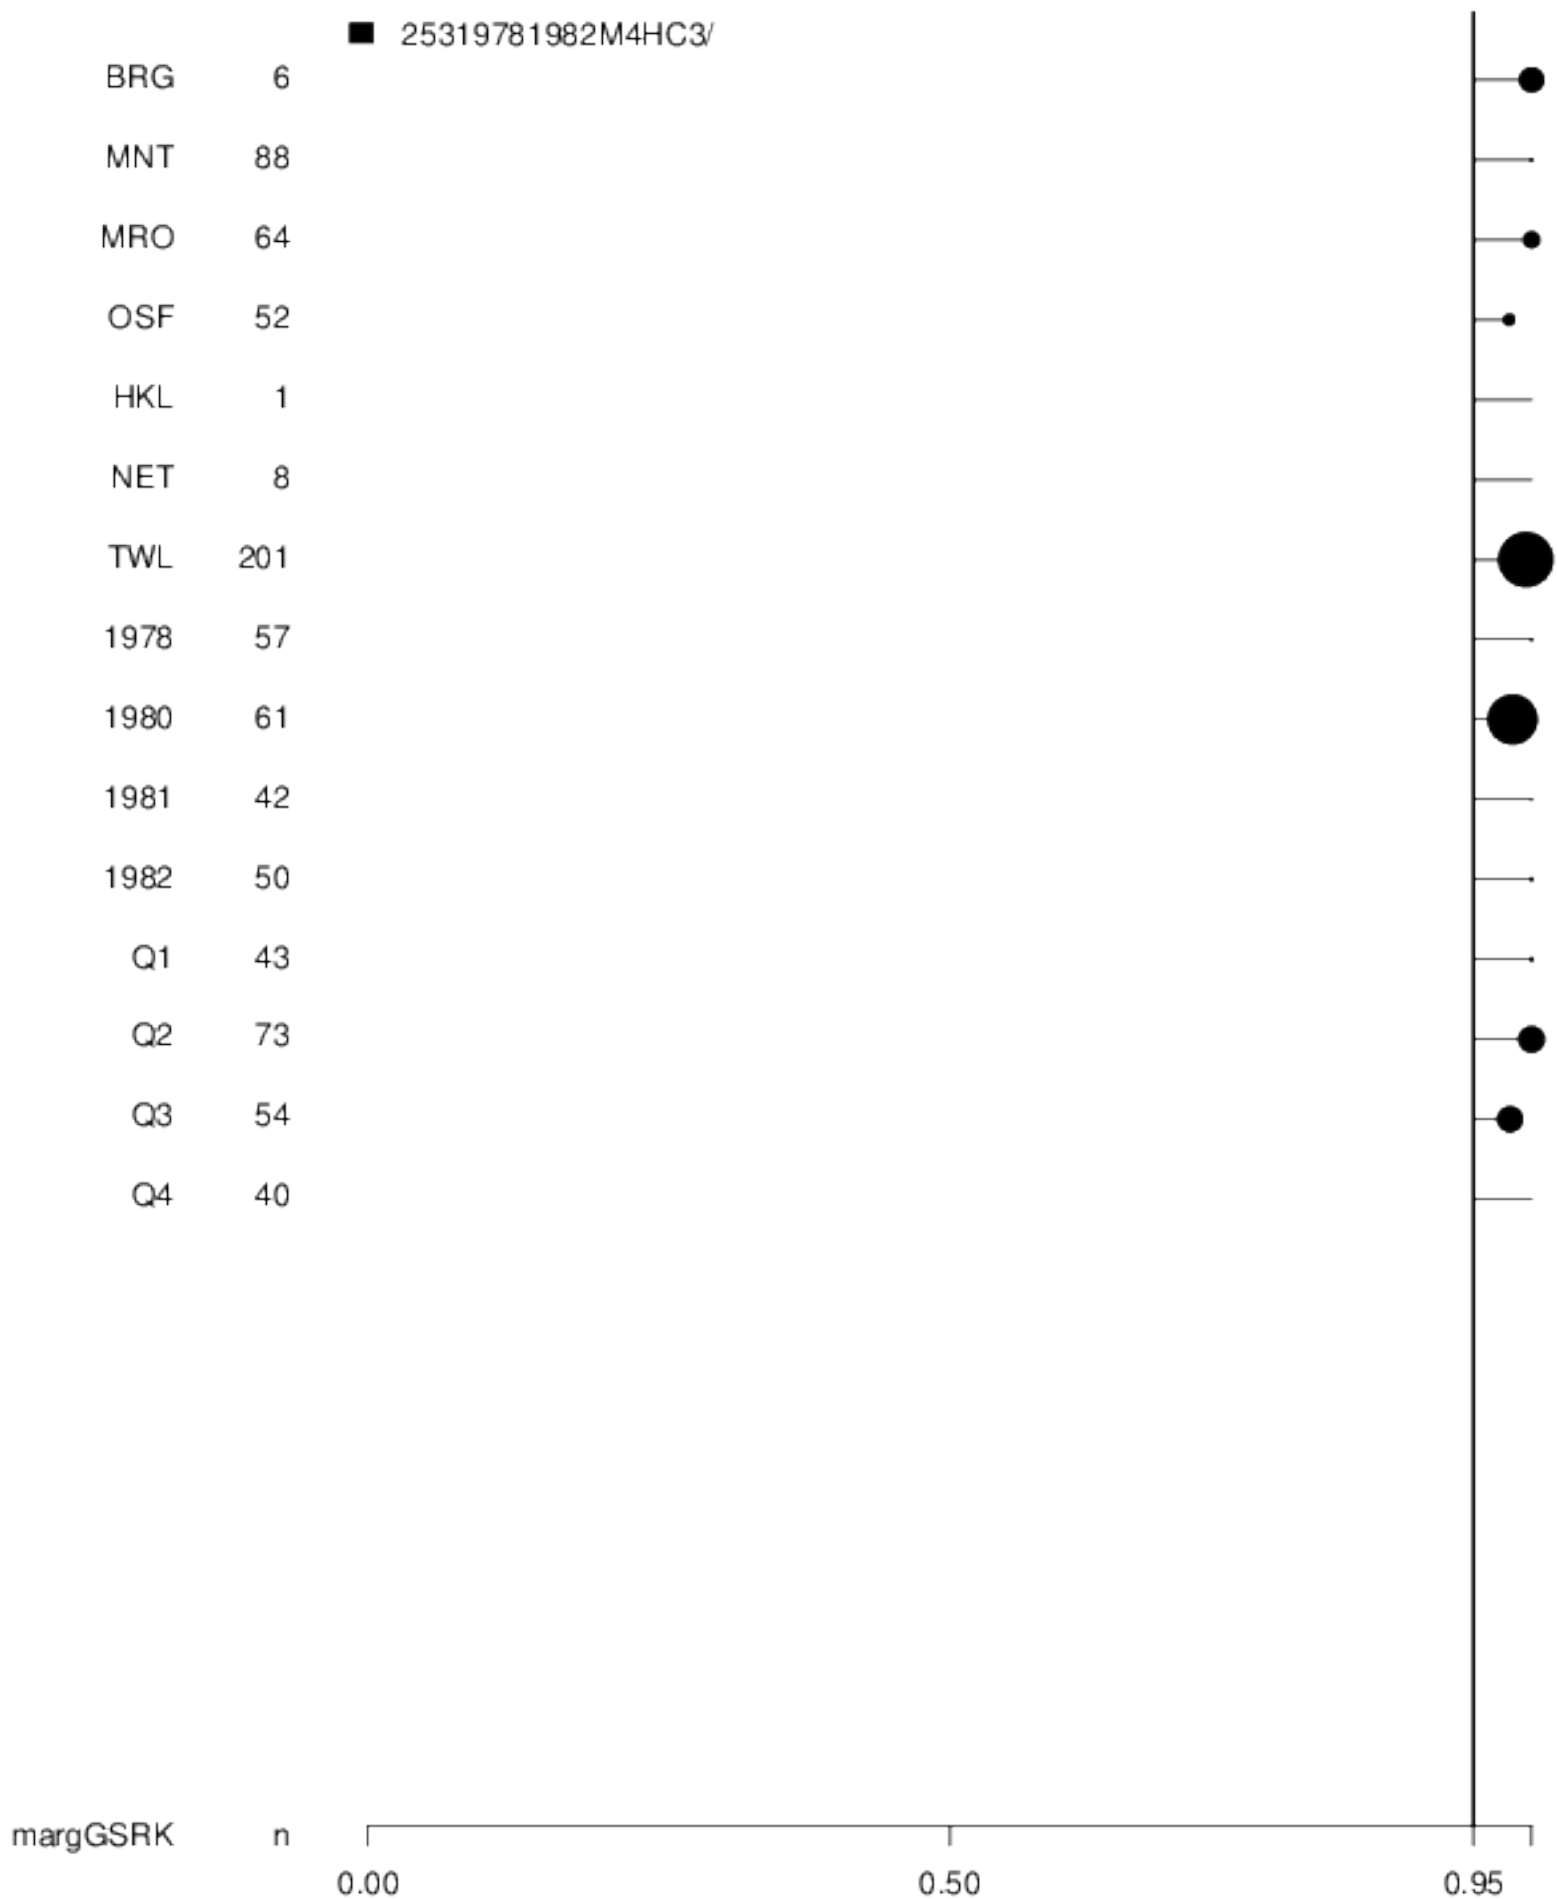 25319781982M4HC3/
BRG 6
MNT 88
MRO 64
OSF 52
HKL 1
NET 8
TWL 201
1978 57
1980 61
1981 42
1982 50
Q1 43
Q2 73
Q3 54
Q4 40
margGSRK n
0.00 0.50 0.95